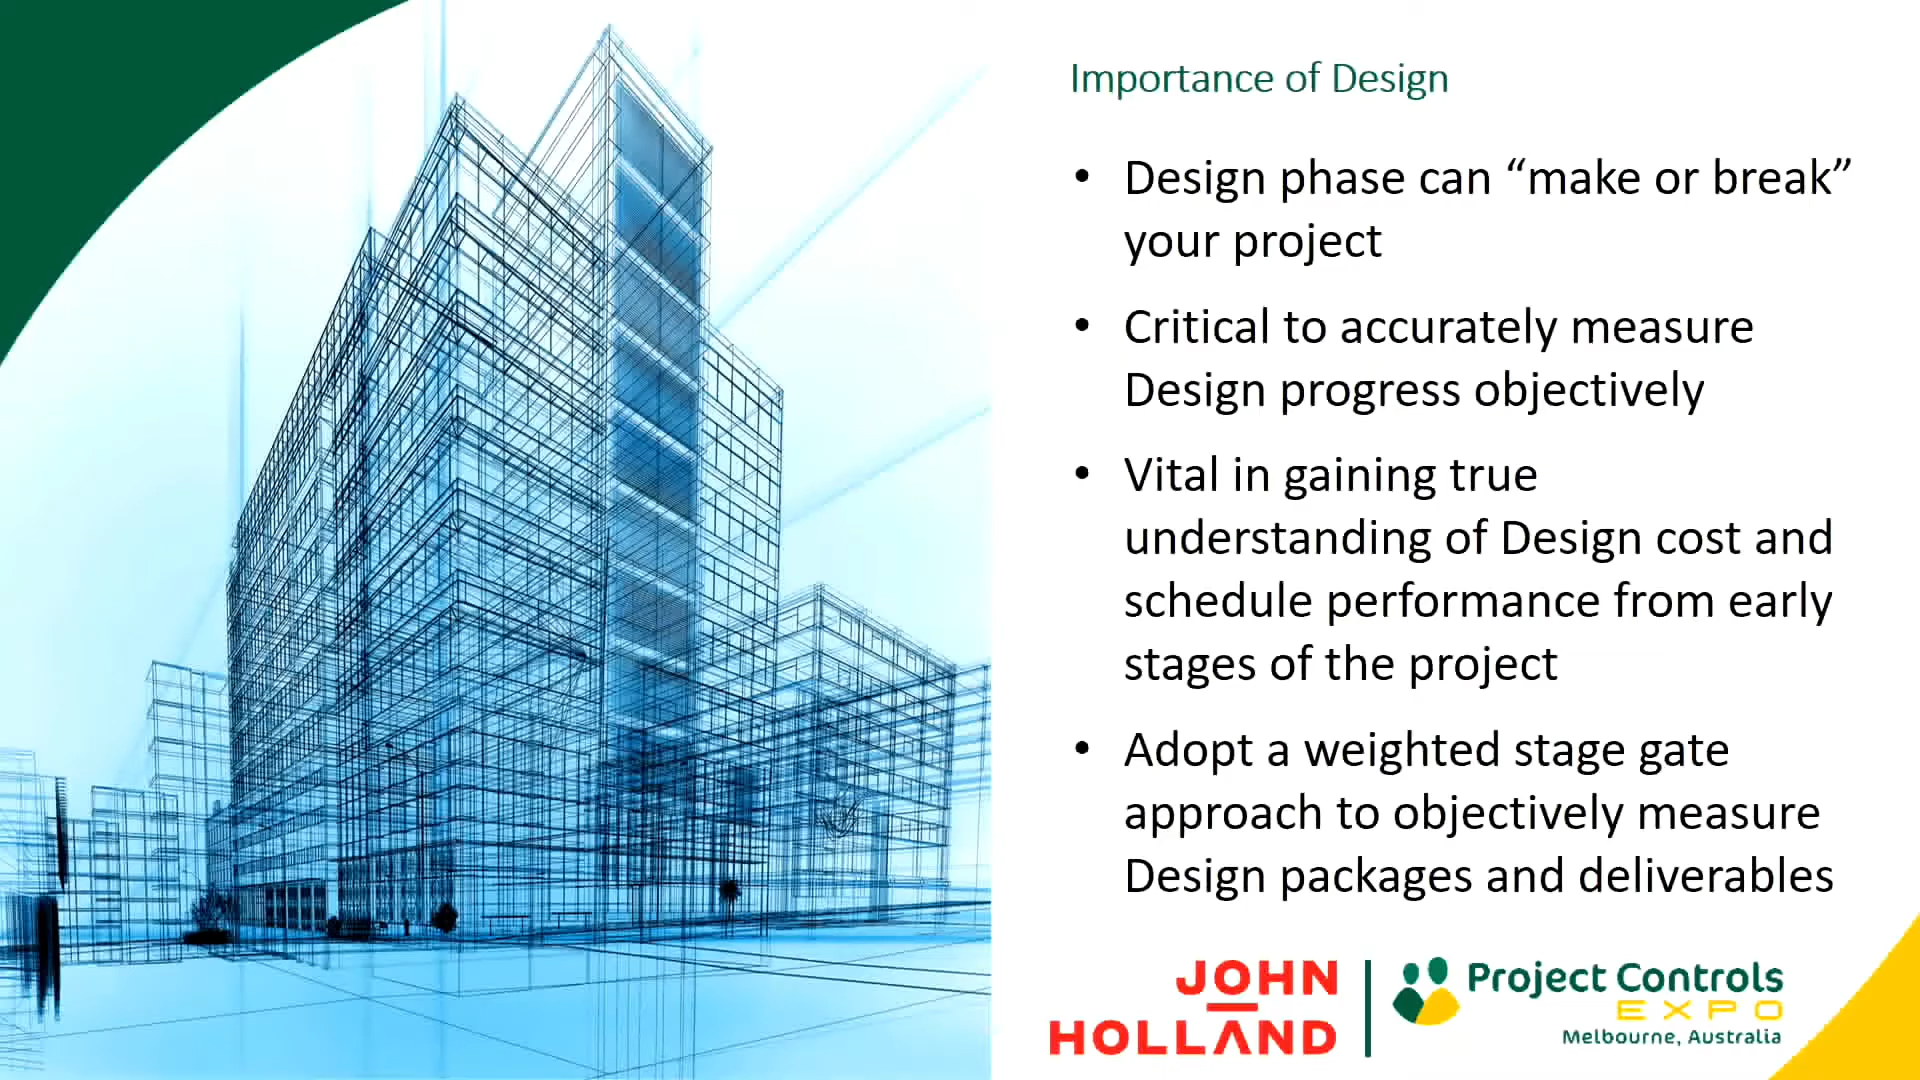 Importance of Design
• Design phase can “make or break”
your project
• Critical to accurately measure
Design progress objectively
• Vital in gaining true
understanding of Design cost and
schedule performance from early
stages of the project
• Adopt a weighted stage gate
approach to objectively measure
Design packages and deliverables
JOHN
HOLLAND
Project Controls
EXPO
Melbourne, Australia